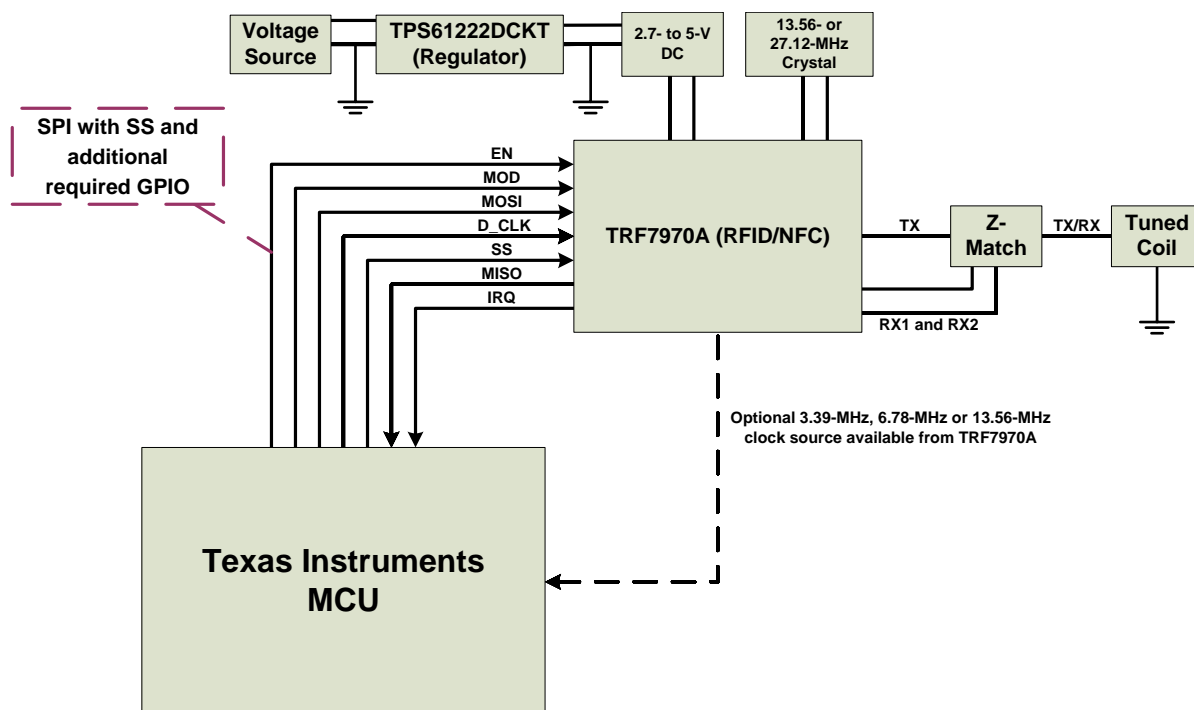 Voltage
Source
TPS61222DCKT
(Regulator)
2.7- to 5-V
DC
13.56- or
27.12-MHz
Crystal
SPI with SS and
additional
required GPIO
EN
MOD
MOSI
D_CLK
SS
MISO
IRQ
TRF7970A (RFID/NFC)
TX
Z-
Match
TX/RX
Tuned
Coil
RX1 and RX2
Optional 3.39-MHz, 6.78-MHz or 13.56-MHz
clock source available from TRF7970A
Texas Instruments
MCU